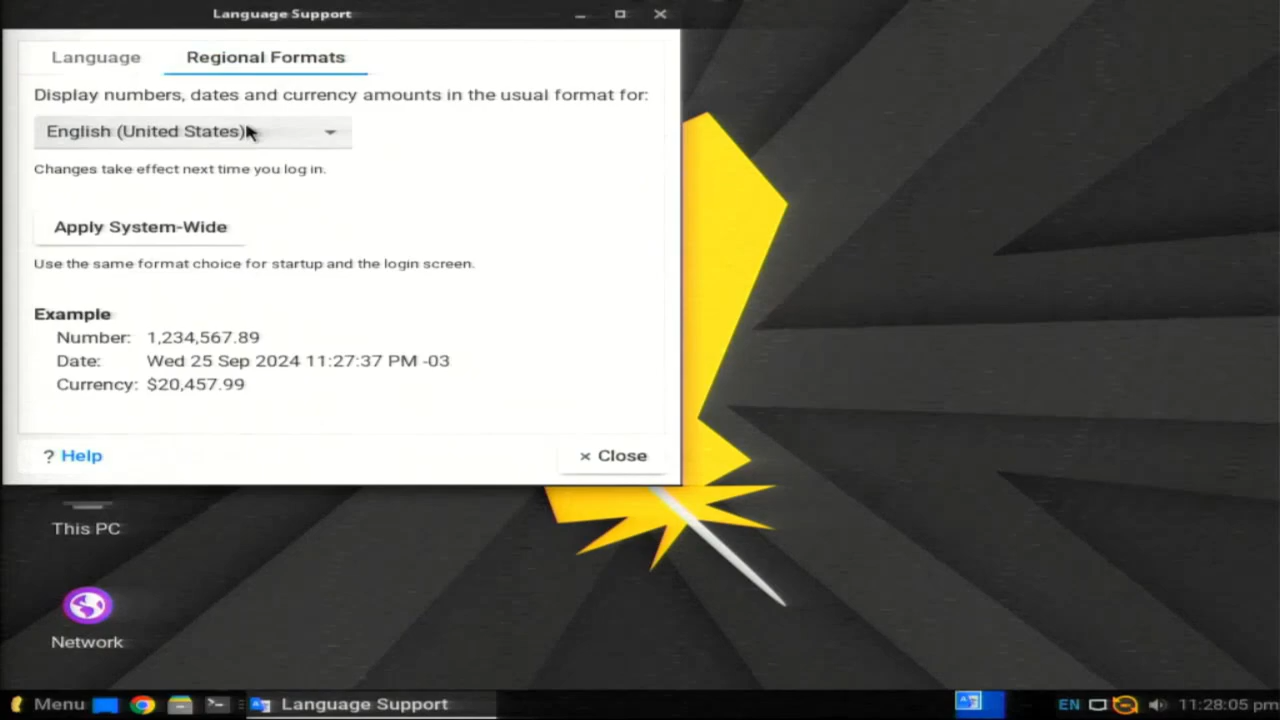 Language Support
Language
Regional Formats
Display numbers, dates and currency amounts in the usual format for:
English (United States)
Changes take effect next time you log in.
Apply System-Wide
Use the same format choice for startup and the login screen.
Example
Number: 1,234,567.89
Date: Wed 25 Sep 2024 11:27:37 PM -03
Currency: $20,457.99
? Help
× Close
This PC
Network
Menu
Language Support
EN
11:28:05 pm